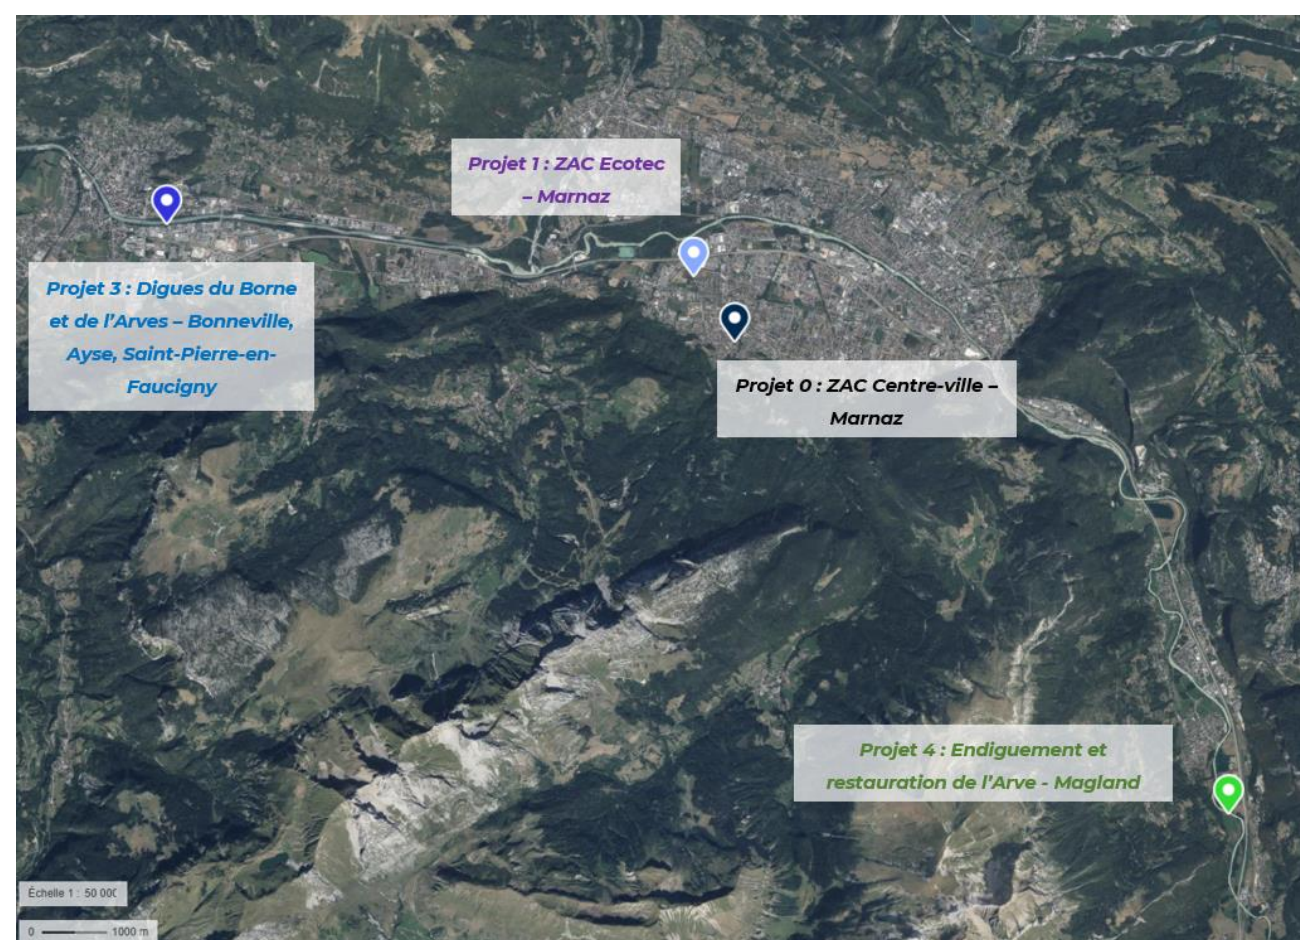 Projet 1 : ZAC Ecotec
– Marnaz
Projet 3 : Digues du Borne
et de l'Arves – Bonneville,
Ayse, Saint-Pierre-en-
Faucigny
Projet 0 : ZAC Centre-ville –
Marnaz
Projet 4 : Endiguement et
restauration de l'Arve - Magland
Échelle 1 : 50 000
0 1000 m